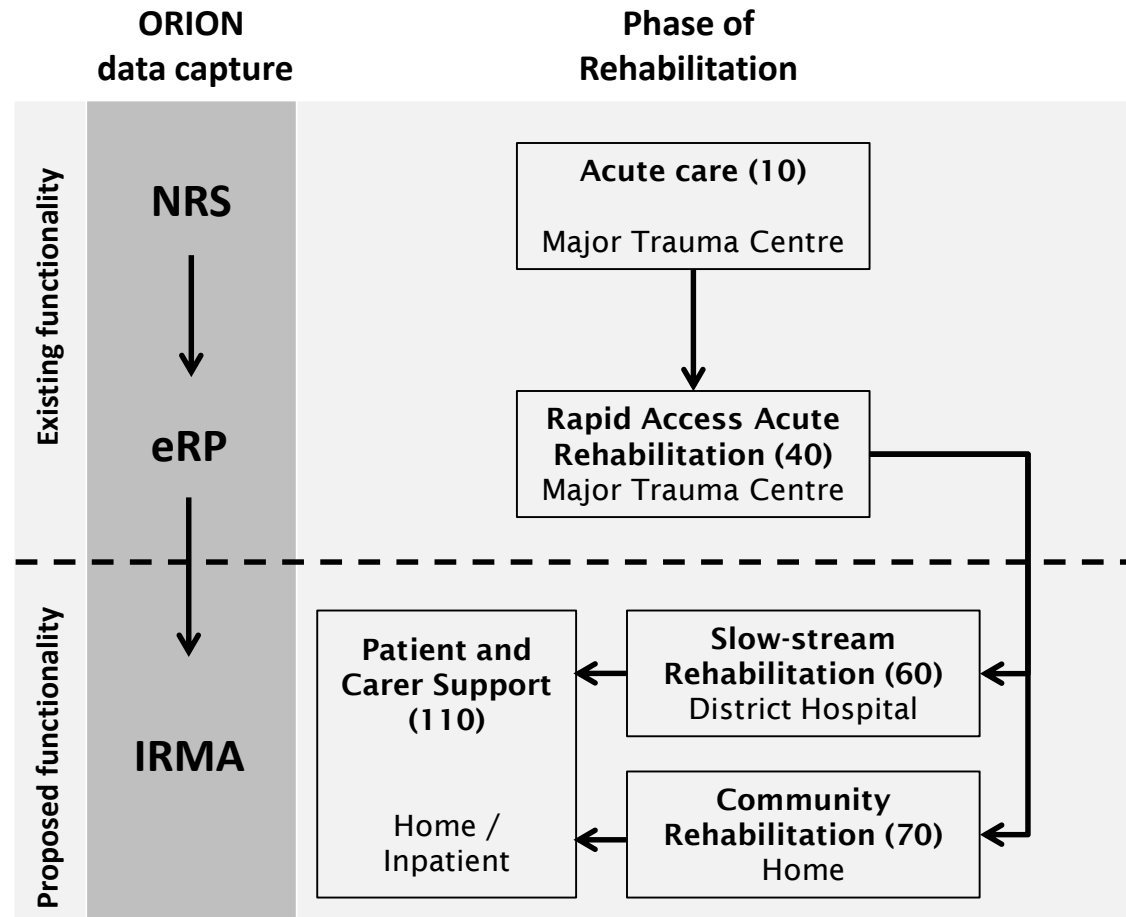 ORION
data capture
Phase of
Rehabilitation
Existing functionality
NRS
eRP
Acute care (10)
Major Trauma Centre
Rapid Access Acute
Rehabilitation (40)
Major Trauma Centre
Proposed functionality
IRMA
Patient and
Carer Support
(110)
Home /
Inpatient
Slow-stream
Rehabilitation (60)
District Hospital
Community
Rehabilitation (70)
Home